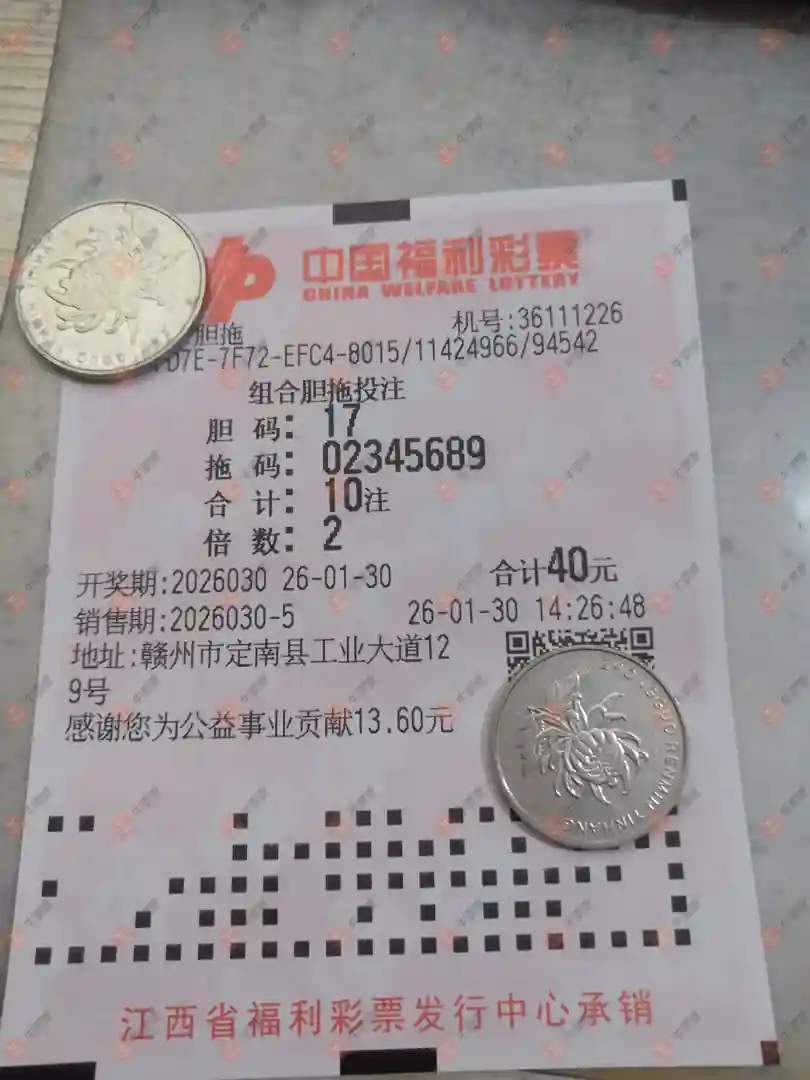 中国福利彩票
CHINA WELFARE LOTTERY
胆拖
机号:36111226
D7E-7F72-EFC4-8015/11424966/94542
组合胆拖投注
胆 码: 17
拖 码: 02345689
合 计: 10注
倍 数: 2
开奖期:2026030 26-01-30 合计40元
销售期:2026030-5 26-01-30 14:26:48
地址:赣州市定南县工业大道12
9号
感谢您为公益事业贡献13.60元
ZHONGGUO RENMIN YINHANG
江西省福利彩票发行中心承销